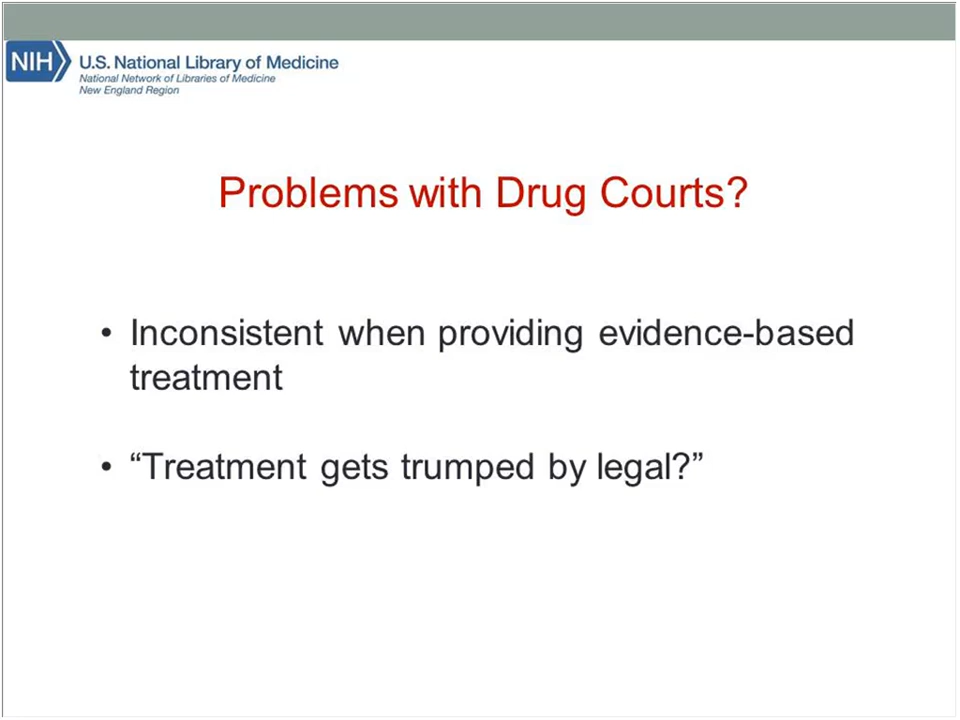 NIH
U.S. National Library of Medicine
National Network of Libraries of Medicine
New England Region
Problems with Drug Courts?
• Inconsistent when providing evidence-based
treatment
• “Treatment gets trumped by legal?”